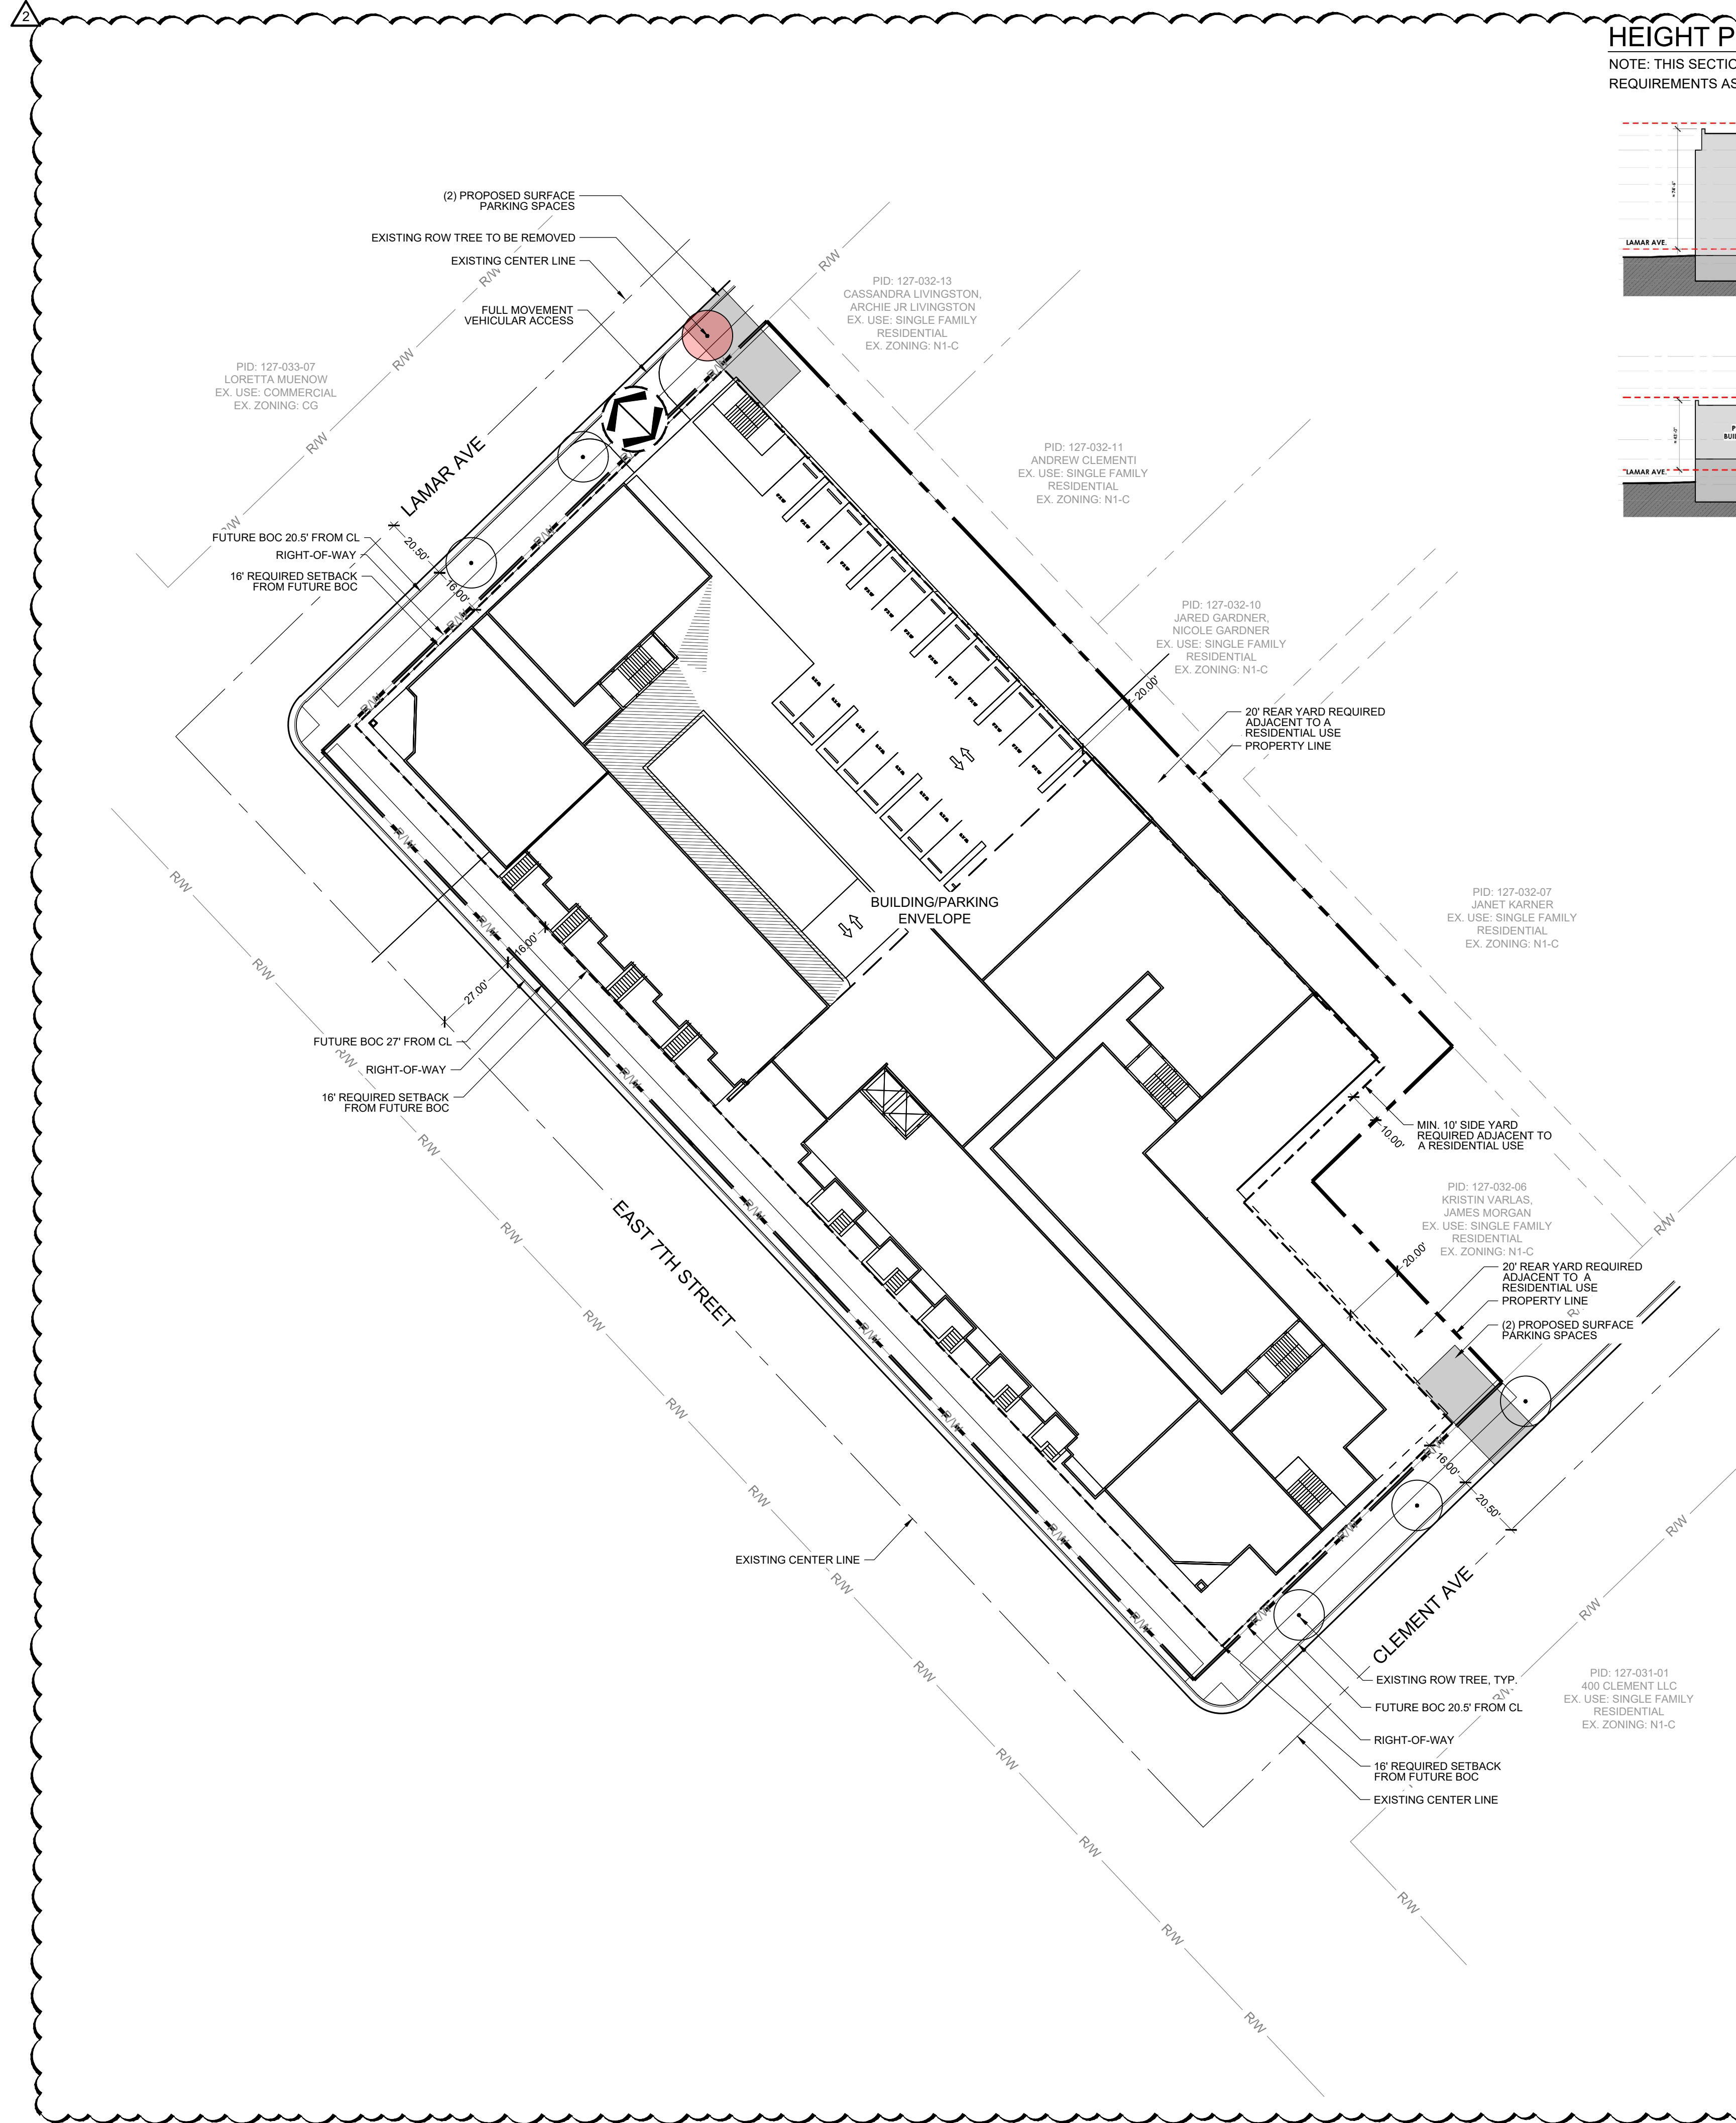 2
HEIGHT P
NOTE: THIS SECTIO
REQUIREMENTS AS
LAMAR AVE.
LAMAR AVE.
(2) PROPOSED SURFACE
PARKING SPACES
EXISTING ROW TREE TO BE REMOVED
EXISTING CENTER LINE
FULL MOVEMENT
VEHICULAR ACCESS
R/W
R/W
R/W
R/W
PID: 127-032-13
CASSANDRA LIVINGSTON,
ARCHIE JR LIVINGSTON
EX. USE: SINGLE FAMILY
RESIDENTIAL
EX. ZONING: N1-C
PID: 127-033-07
LORETTA MUENOW
EX. USE: COMMERCIAL
EX. ZONING: CG
PID: 127-032-11
ANDREW CLEMENTI
EX. USE: SINGLE FAMILY
RESIDENTIAL
EX. ZONING: N1-C
LAMAR AVE
FUTURE BOC 20.5' FROM CL
RIGHT-OF-WAY
16' REQUIRED SETBACK
FROM FUTURE BOC
20.50'
16.00'
R/W
R/W
R/W
R/W
PID: 127-032-10
JARED GARDNER,
NICOLE GARDNER
EX. USE: SINGLE FAMILY
RESIDENTIAL
EX. ZONING: N1-C
20.00'
20' REAR YARD REQUIRED
ADJACENT TO A
RESIDENTIAL USE
PROPERTY LINE
BUILDING/PARKING
ENVELOPE
PID: 127-032-07
JANET KARNER
EX. USE: SINGLE FAMILY
RESIDENTIAL
EX. ZONING: N1-C
R/W
R/W
R/W
R/W
16.00'
27.00'
FUTURE BOC 27' FROM CL
RIGHT-OF-WAY
16' REQUIRED SETBACK
FROM FUTURE BOC
R/W
R/W
R/W
R/W
MIN. 10' SIDE YARD
REQUIRED ADJACENT TO
A RESIDENTIAL USE
10.00'
PID: 127-032-06
KRISTIN VARLAS,
JAMES MORGAN
EX. USE: SINGLE FAMILY
RESIDENTIAL
EX. ZONING: N1-C
R/W
20.00'
20' REAR YARD REQUIRED
ADJACENT TO A
RESIDENTIAL USE
PROPERTY LINE
(2) PROPOSED SURFACE
PARKING SPACES
EAST 7TH STREET
R/W
R/W
R/W
R/W
R/W
R/W
R/W
R/W
16.00'
20.50'
R/W
R/W
R/W
EXISTING CENTER LINE
R/W
R/W
R/W
CLEMENT AVE
R/W
EXISTING ROW TREE, TYP.
FUTURE BOC 20.5' FROM CL
RIGHT-OF-WAY
16' REQUIRED SETBACK
FROM FUTURE BOC
EXISTING CENTER LINE
PID: 127-031-01
400 CLEMENT LLC
EX. USE: SINGLE FAMILY
RESIDENTIAL
EX. ZONING: N1-C
R/W
R/W
R/W
R/W
R/W
R/W